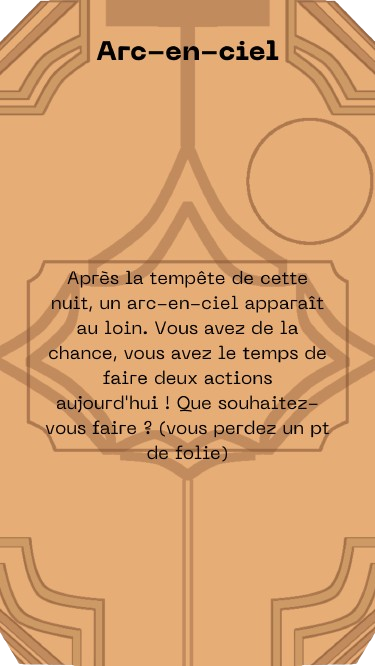 Arc-en-ciel
Après la tempête de cette
nuit, un arc-en-ciel apparaît
au loin. Vous avez de la
chance, vous avez le temps de
faire deux actions
aujourd'hui ! Que souhaitez-
vous faire ? (vous perdez un pt
de folie)